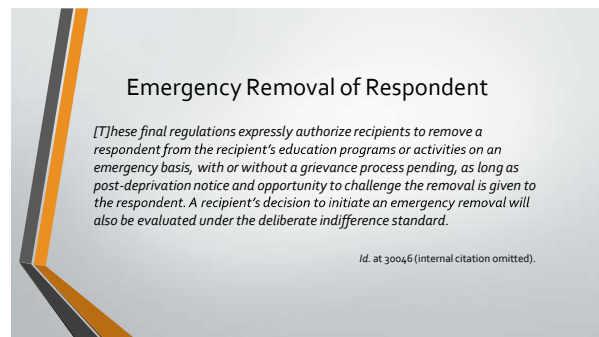 Emergency Removal of Respondent
[T]hese final regulations expressly authorize recipients to remove a
respondent from the recipient's education programs or activities on an
emergency basis, with or without a grievance process pending, as long as
post-deprivation notice and opportunity to challenge the removal is given to
the respondent. A recipient's decision to initiate an emergency removal will
also be evaluated under the deliberate indifference standard.
Id. at 30046 (internal citation omitted).